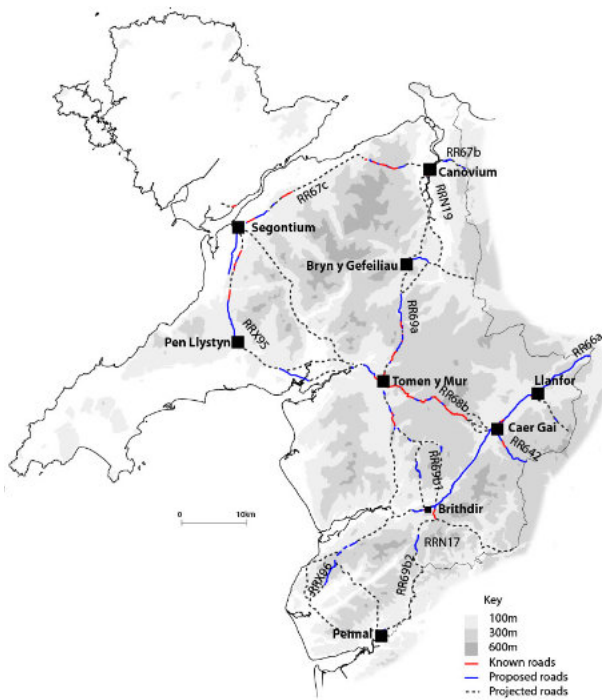 RR67b
Canovium
RR67c
RRN19
Segontium
Bryn y Gefeiliau
RR69a
RRX95
Pen Llystyn
RR66a
Llanfor
Tomen y Mur
RR68b
Caer Gai
RR642
RR69b1
0 10km
Brithdir
RRN17
RRX96
RR69b2
Pennal
Key
100m
300m
600m
Known roads
Proposed roads
Projected roads